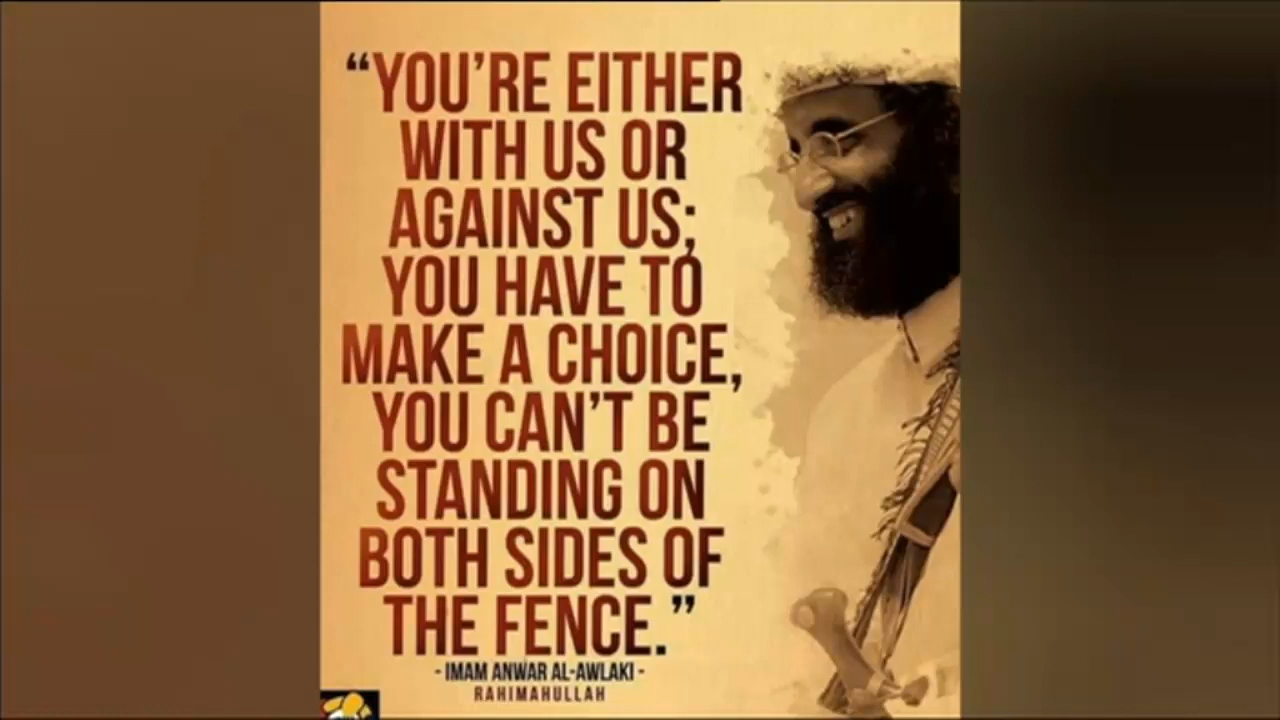 “YOU’RE EITHER
WITH US OR
AGAINST US;
YOU HAVE TO
MAKE A CHOICE,
YOU CAN’T BE
STANDING ON
BOTH SIDES OF
THE FENCE.”
- IMAM ANWAR AL-AWLAKI -
RAHIMAHULLAH